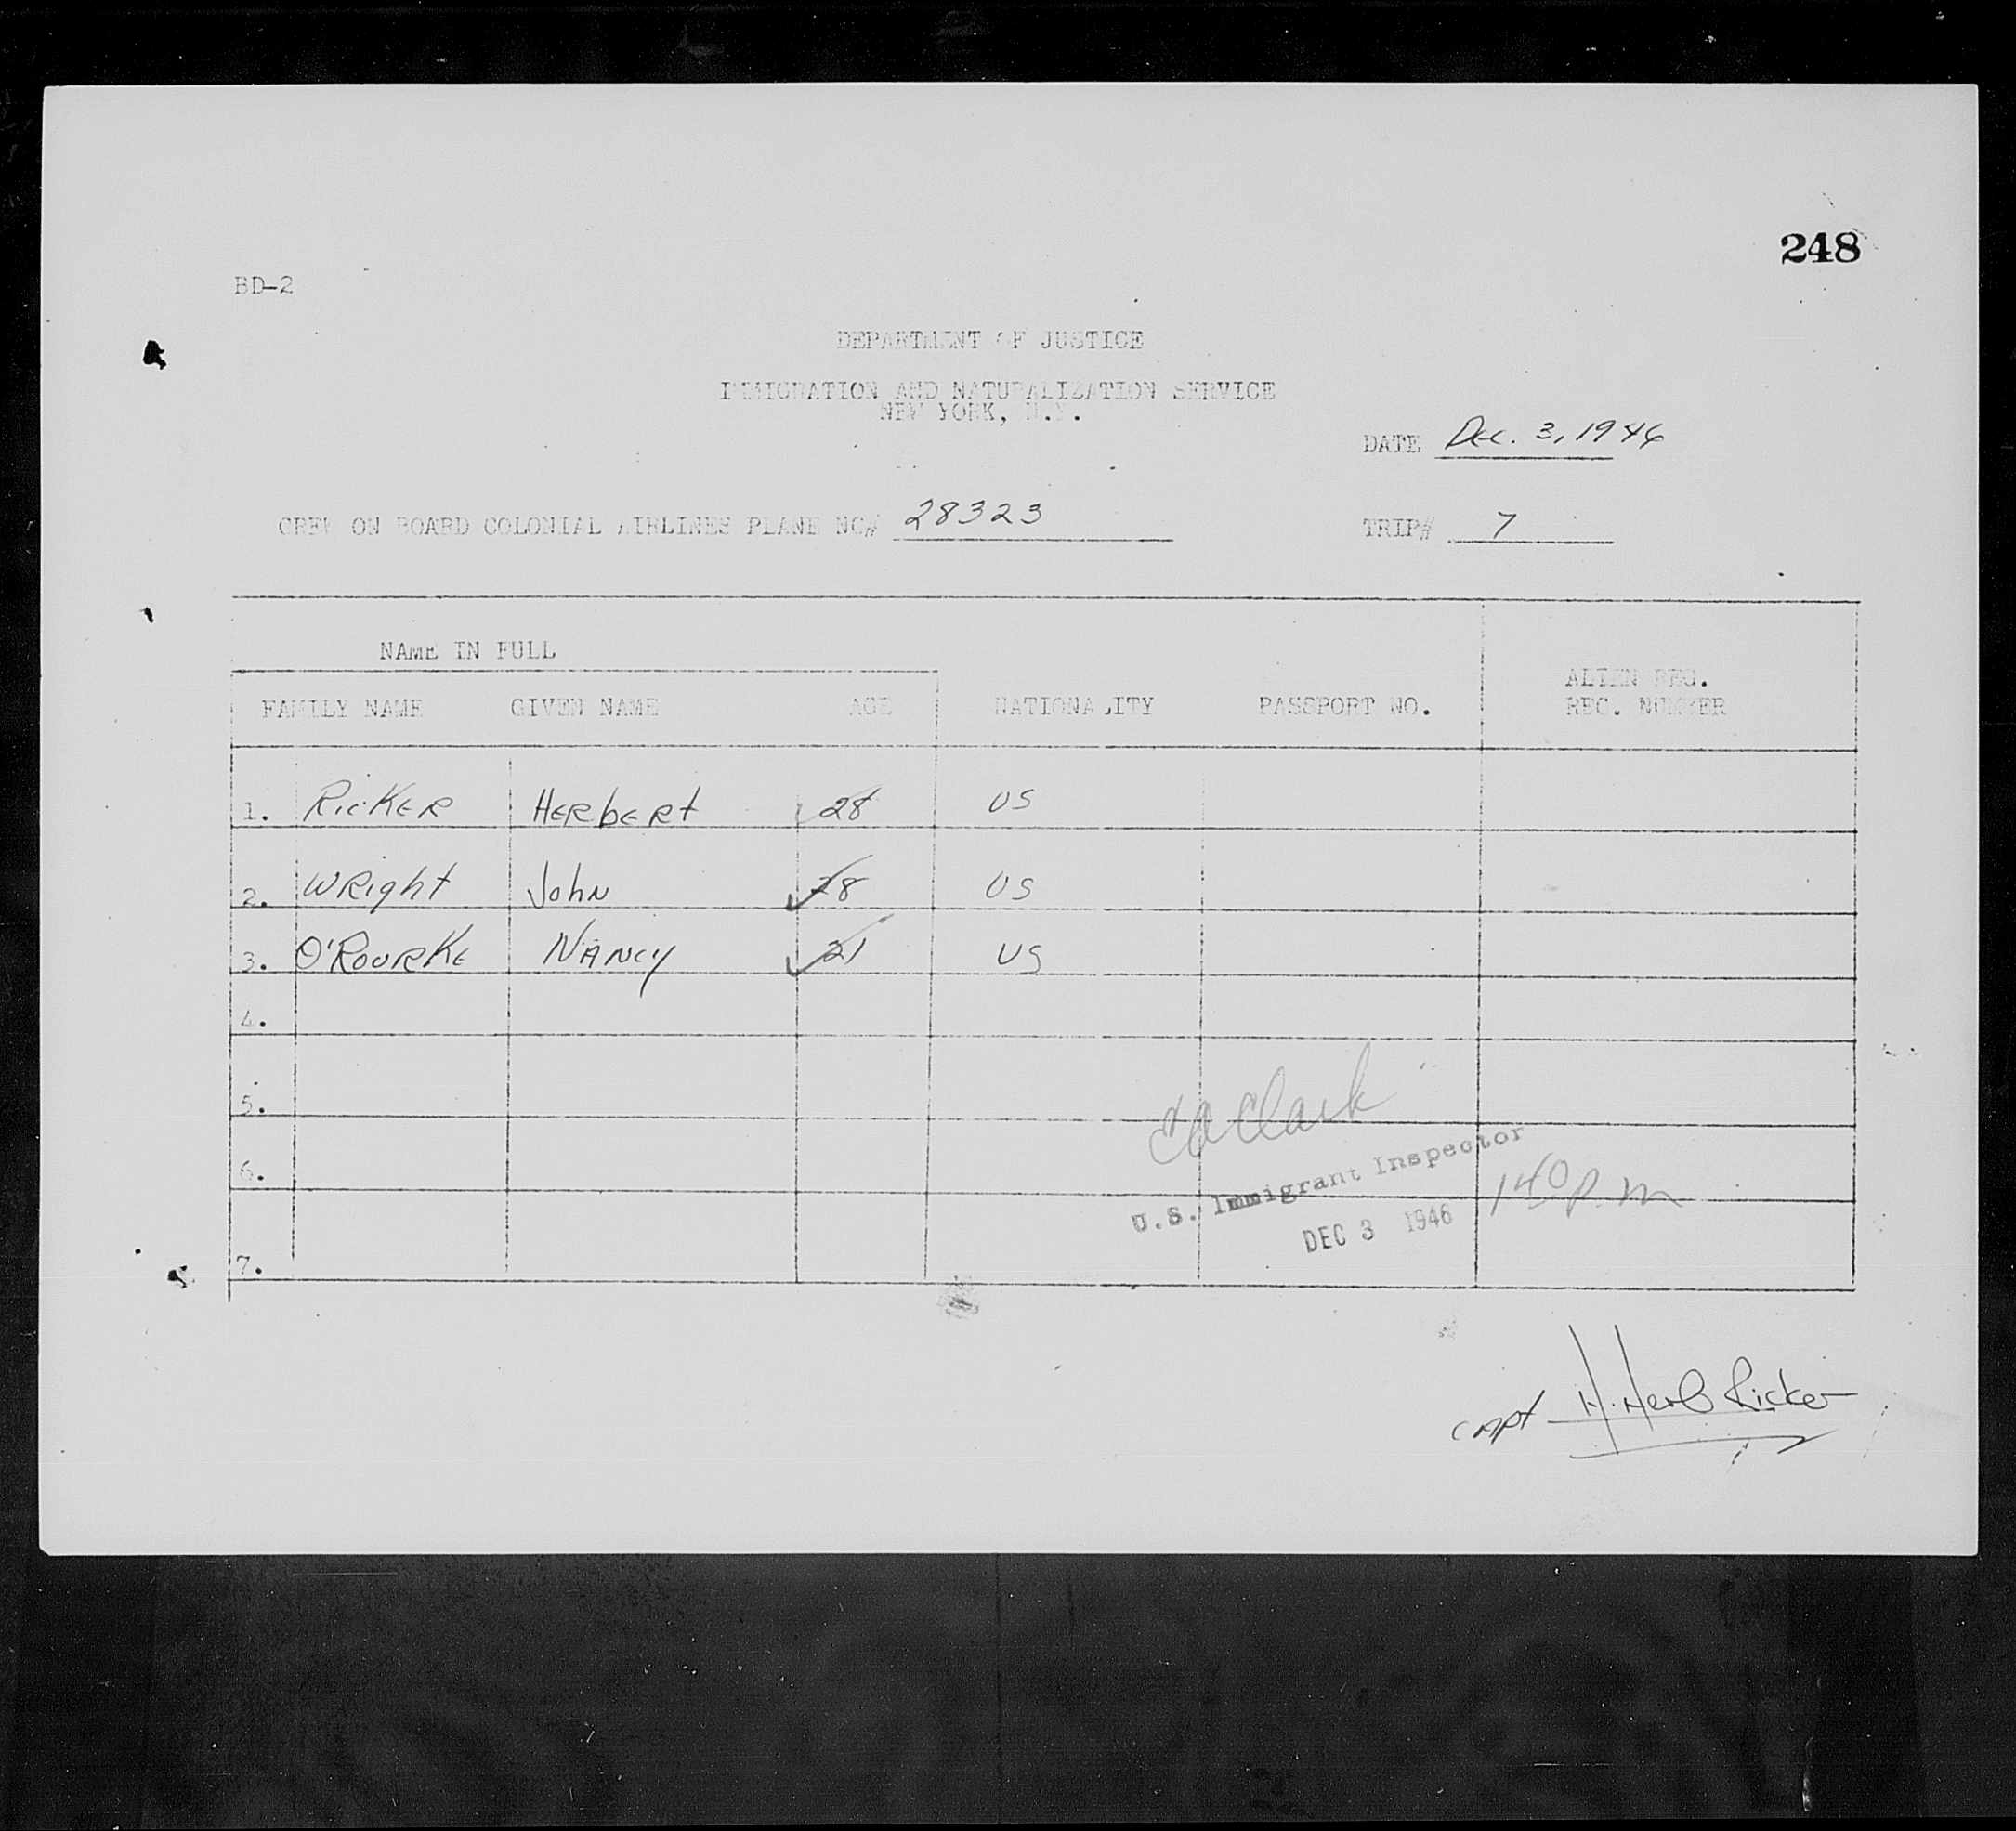 248
BD-2
DEPARTMENT OF JUSTICE
IMMIGRATION AND NATURALIZATION SERVICE
NEW YORK, N.Y.
DATE Dec. 3, 1946
CREW ON BOARD COLONIAL AIRLINES PLANE NC# 28323 TRIP# 7
NAME IN FULL
FAMILY NAME GIVEN NAME AGE NATIONALITY PASSPORT NO. ALIEN REG. REC. NUMBER
1. RicKER HERbERt 28 US
2. WRight John 28 US
3. O'ROURKE NANCY 21 US
4.
5.
Clark
6.
U.S. Immigrant Inspector
140 P.m
DEC 3 1946
7.
CAPt H. Herb Ricker